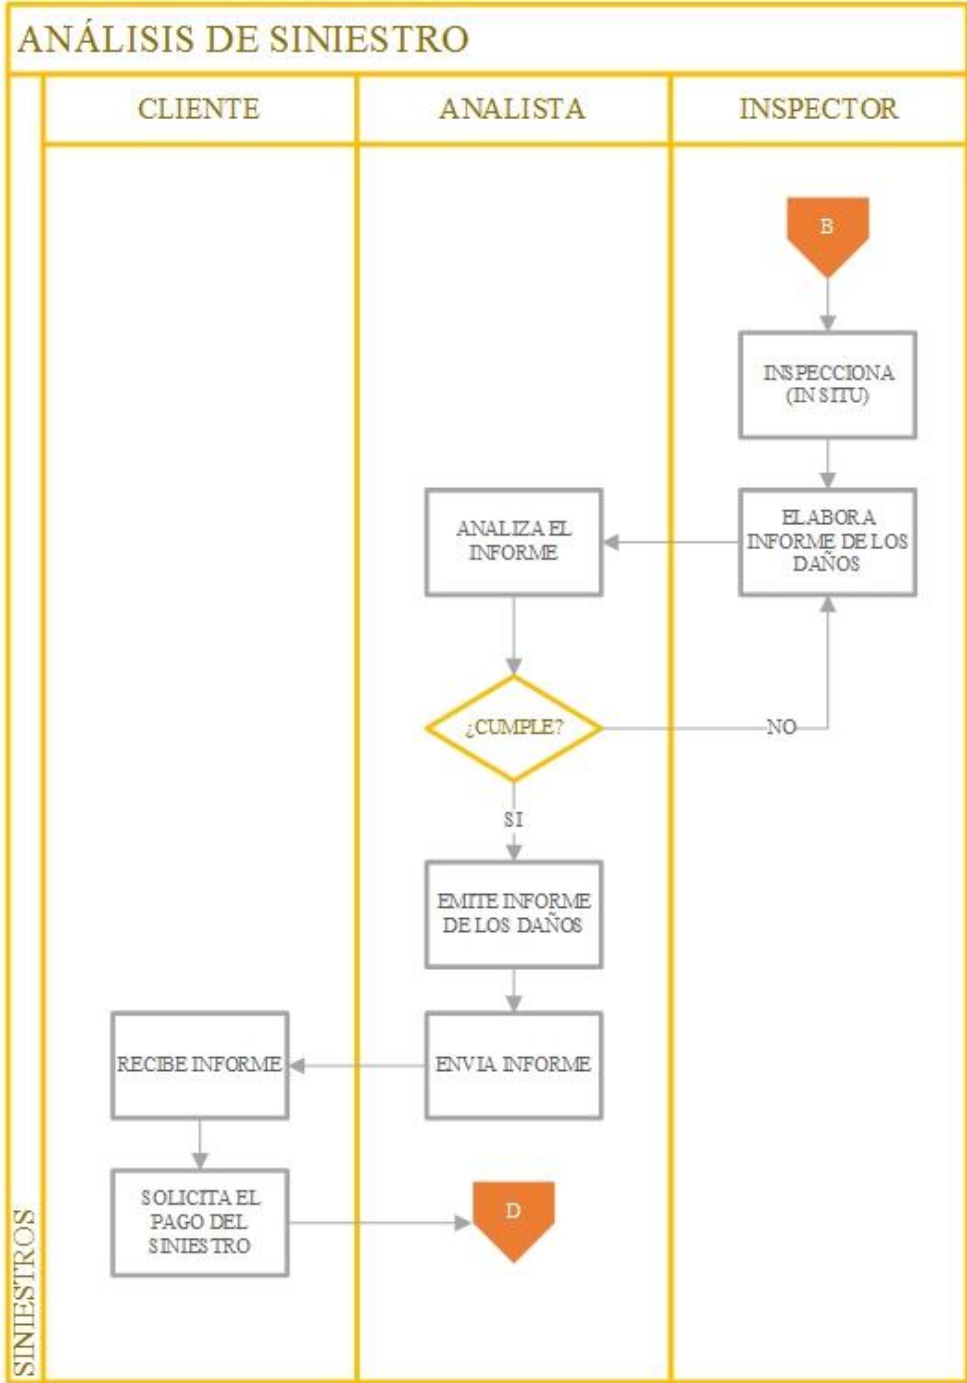 ANÁLISIS DE SINIESTRO
CLIENTE
ANALISTA
INSPECTOR
B
INSPECCIONA
(IN SITU)
ELABORA
INFORME DE LOS
DAÑOS
ANALIZA EL
INFORME
¿CUMPLE?
NO
SI
EMITE INFORME
DE LOS DAÑOS
ENVIA INFORME
RECIBE INFORME
SOLICITA EL
PAGO DEL
SINIESTRO
D
SINIESTROS